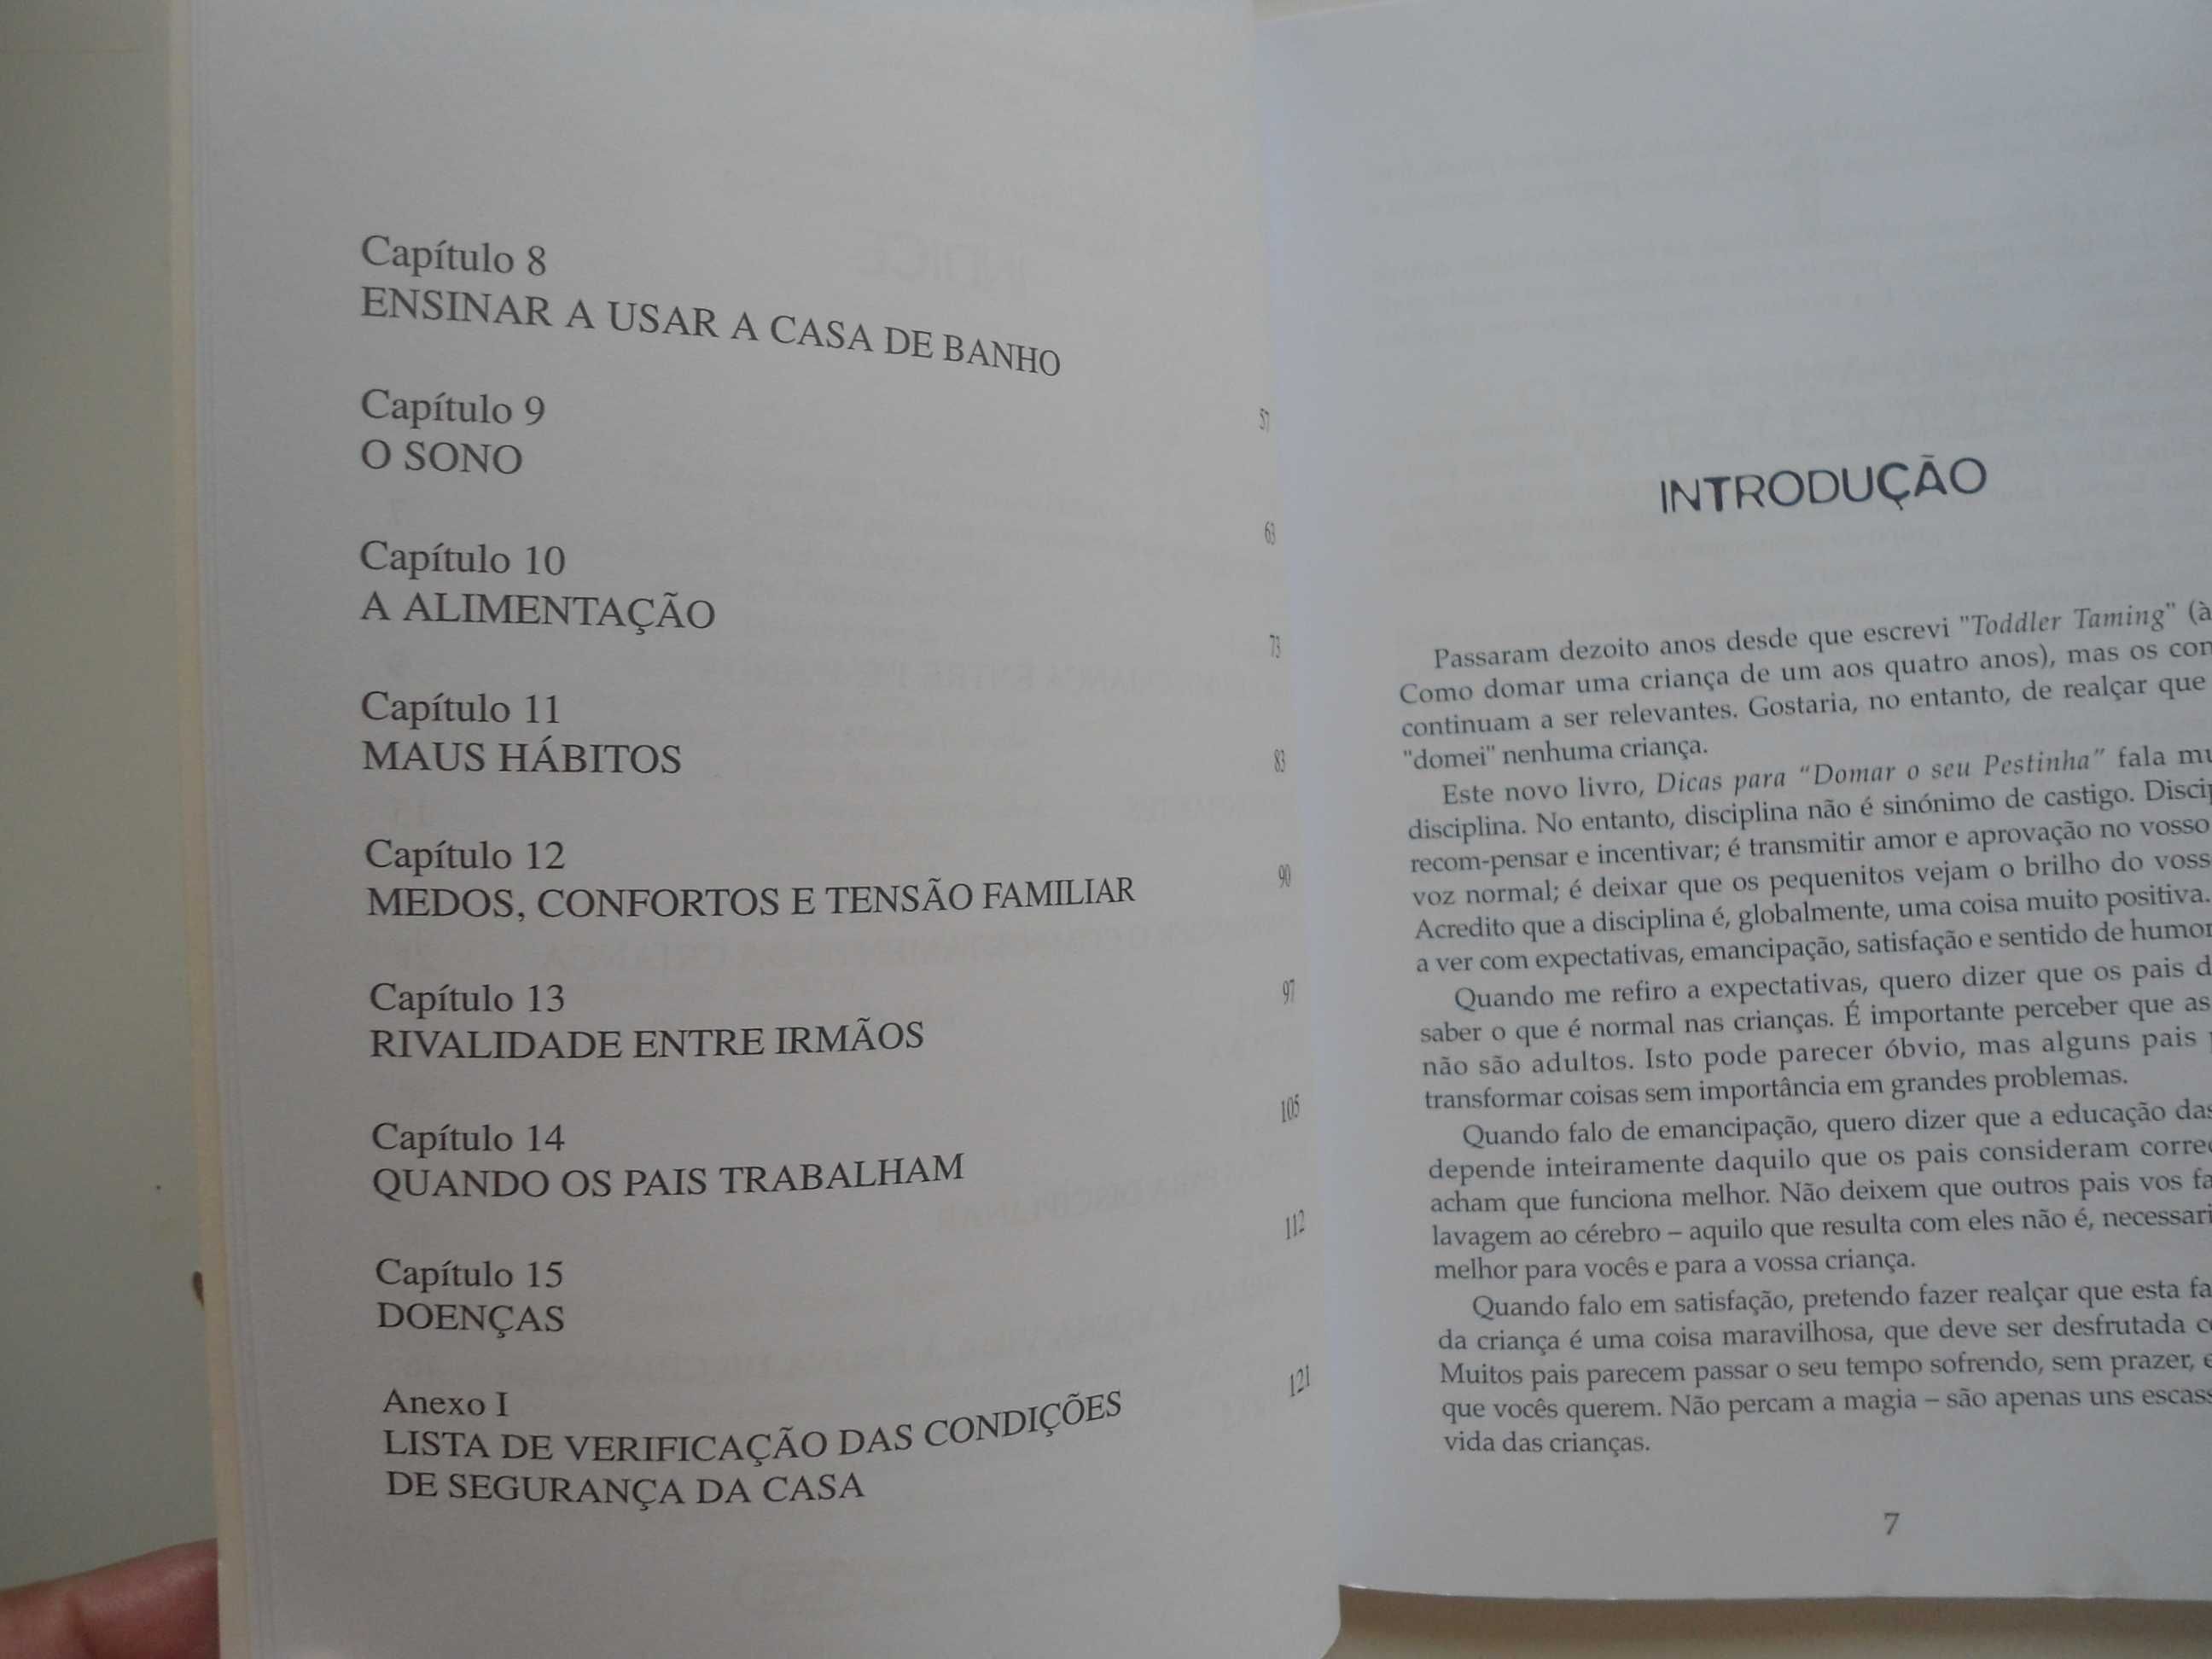 Capítulo 8
ENSINAR A USAR A CASA DE BANHO
57
Capítulo 9
O SONO
63
Capítulo 10
A ALIMENTAÇÃO
73
Capítulo 11
MAUS HÁBITOS
83
Capítulo 12
MEDOS, CONFORTOS E TENSÃO FAMILIAR
90
Capítulo 13
RIVALIDADE ENTRE IRMÃOS
97
Capítulo 14
QUANDO OS PAIS TRABALHAM
105
Capítulo 15
DOENÇAS
112
Anexo I
LISTA DE VERIFICAÇÃO DAS CONDIÇÕES
DE SEGURANÇA DA CASA
121
INTRODUÇÃO
Passaram dezoito anos desde que escrevi "Toddler Taming" (à
Como domar uma criança de um aos quatro anos), mas os con
continuam a ser relevantes. Gostaria, no entanto, de realçar que
"domei" nenhuma criança.
Este novo livro, Dicas para “Domar o seu Pestinha” fala mu
disciplina. No entanto, disciplina não é sinónimo de castigo. Discip
recom-pensar e incentivar; é transmitir amor e aprovação no vosso
voz normal; é deixar que os pequenitos vejam o brilho do voss
Acredito que a disciplina é, globalmente, uma coisa muito positiva.
a ver com expectativas, emancipação, satisfação e sentido de humor
Quando me refiro a expectativas, quero dizer que os pais d
saber o que é normal nas crianças. É importante perceber que as
não são adultos. Isto pode parecer óbvio, mas alguns pais p
transformar coisas sem importância em grandes problemas.
Quando falo de emancipação, quero dizer que a educação das
depende inteiramente daquilo que os pais consideram correc
acham que funciona melhor. Não deixem que outros pais vos fa
lavagem ao cérebro – aquilo que resulta com eles não é, necessari
melhor para vocês e para a vossa criança.
Quando falo em satisfação, pretendo fazer realçar que esta fa
da criança é uma coisa maravilhosa, que deve ser desfrutada c
Muitos pais parecem passar o seu tempo sofrendo, sem prazer, e
que vocês querem. Não percam a magia – são apenas uns escass
vida das crianças.
7